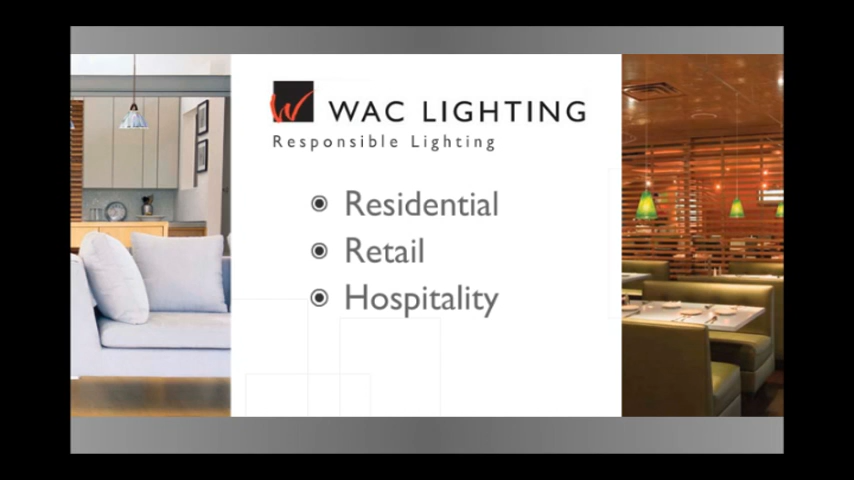 WAC LIGHTING
Responsible Lighting
Residential
Retail
Hospitality